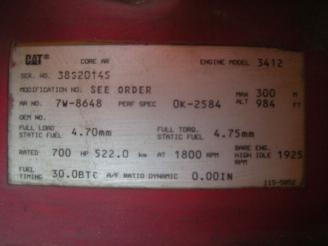 CAT CORE AR ENGINE MODEL 3412
SER. NO. 38S20145
MODIFICATION NO. SEE ORDER MAX 300 M
AR NO. 7W-8648 PERF SPEC 0K-2584 ALT 984 FT
OEM NO.
FULL LOAD STATIC FUEL 4.70mm FULL TORQ. STATIC FUEL 4.75mm
RATED 700 HP 522.0 kW AT 1800 RPM BARE ENG. HIGH IDLE 1925 RPM
FUEL TIMING 30.0BTC A/F RATIO DYNAMIC 0.00IN